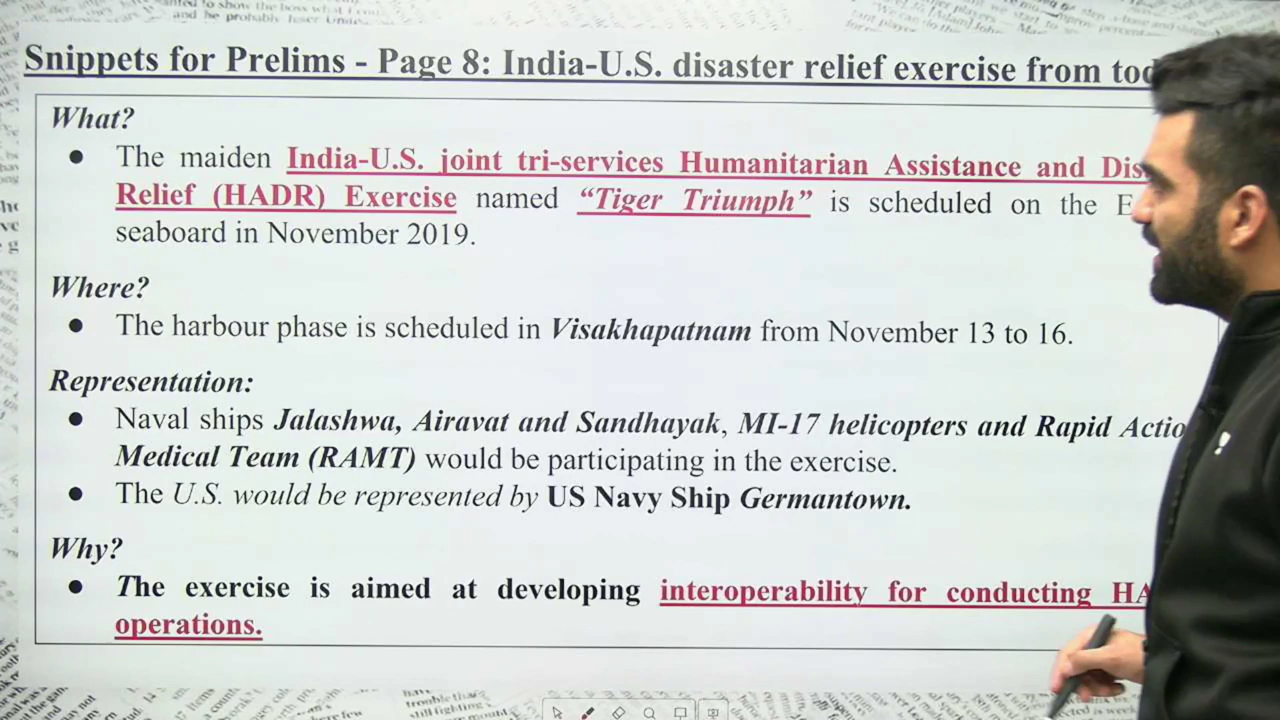 Snippets for Prelims - Page 8: India-U.S. disaster relief exercise from
What?
● The maiden India-U.S. joint tri-services Humanitarian Assistance and
Relief (HADR) Exercise named “Tiger Triumph” is scheduled on the
seaboard in November 2019.
Where?
● The harbour phase is scheduled in Visakhapatnam from November 13 to 16.
Representation:
● Naval ships Jalashwa, Airavat and Sandhayak, MI-17 helicopters and Rapid
Medical Team (RAMT) would be participating in the exercise.
● The U.S. would be represented by US Navy Ship Germantown.
Why?
● The exercise is aimed at developing interoperability for conducting
operations.